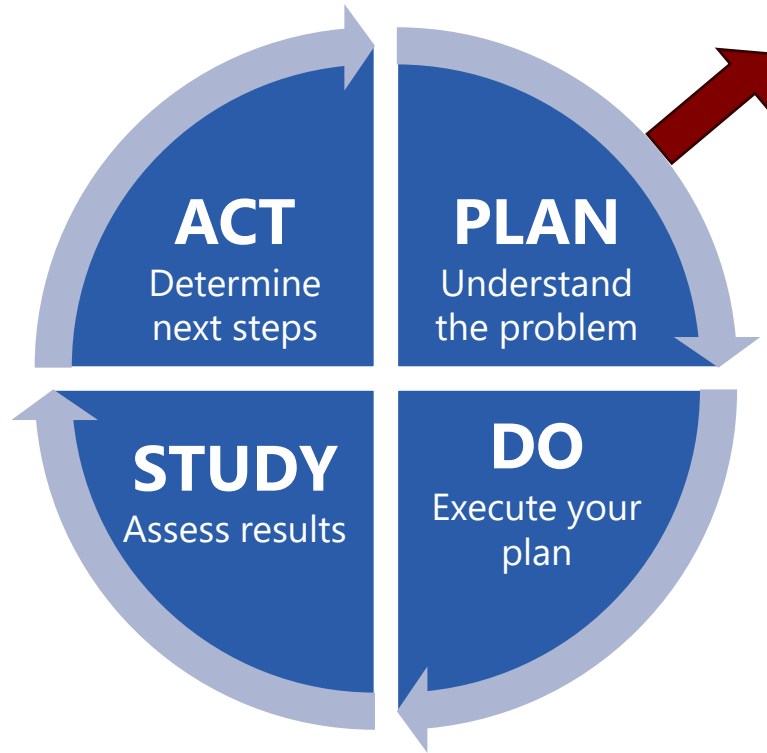 ACT
Determine
next steps
PLAN
Understand
the problem
STUDY
Assess results
DO
Execute your
plan